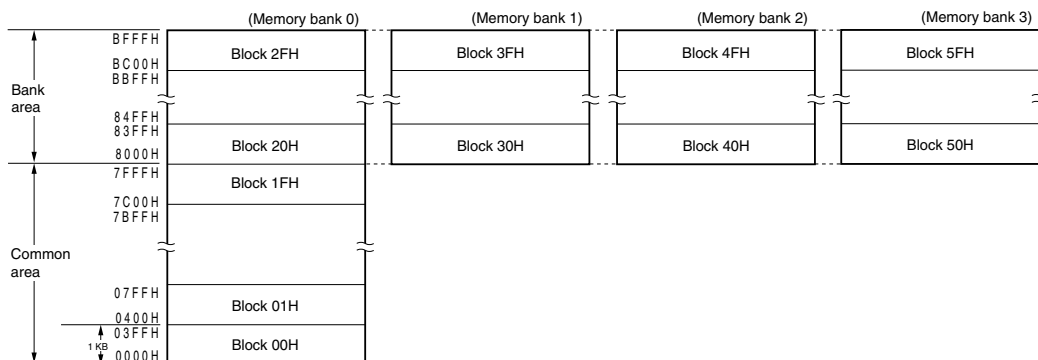 (Memory bank 0) (Memory bank 1) (Memory bank 2) (Memory bank 3)
BFFFH
Block 2FH Block 3FH Block 4FH Block 5FH
BC00H
BBFFH
Bank
area
84FFH
83FFH
Block 20H Block 30H Block 40H Block 50H
8000H
7FFFH
Block 1FH
7C00H
7BFFH
Common
area
07FFH
Block 01H
0400H
03FFH
1 KB
Block 00H
0000H